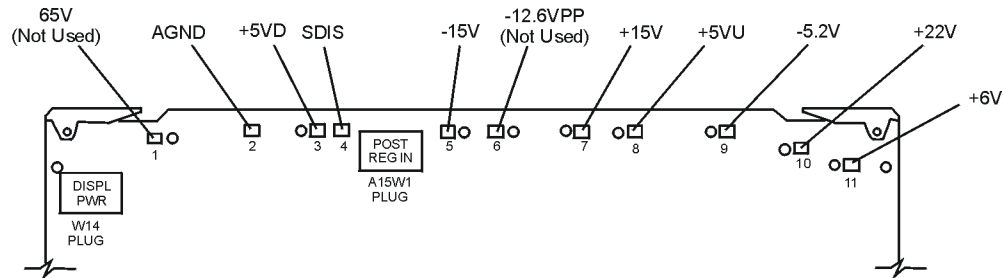 65V
(Not Used)
AGND
+5VD
SDIS
-15V
-12.6VPP
(Not Used)
+15V
+5VU
-5.2V
+22V
+6V
1
2
3
4
5
6
7
8
9
10
11
POST
REG IN
A15W1
PLUG
DISPL
PWR
W14
PLUG